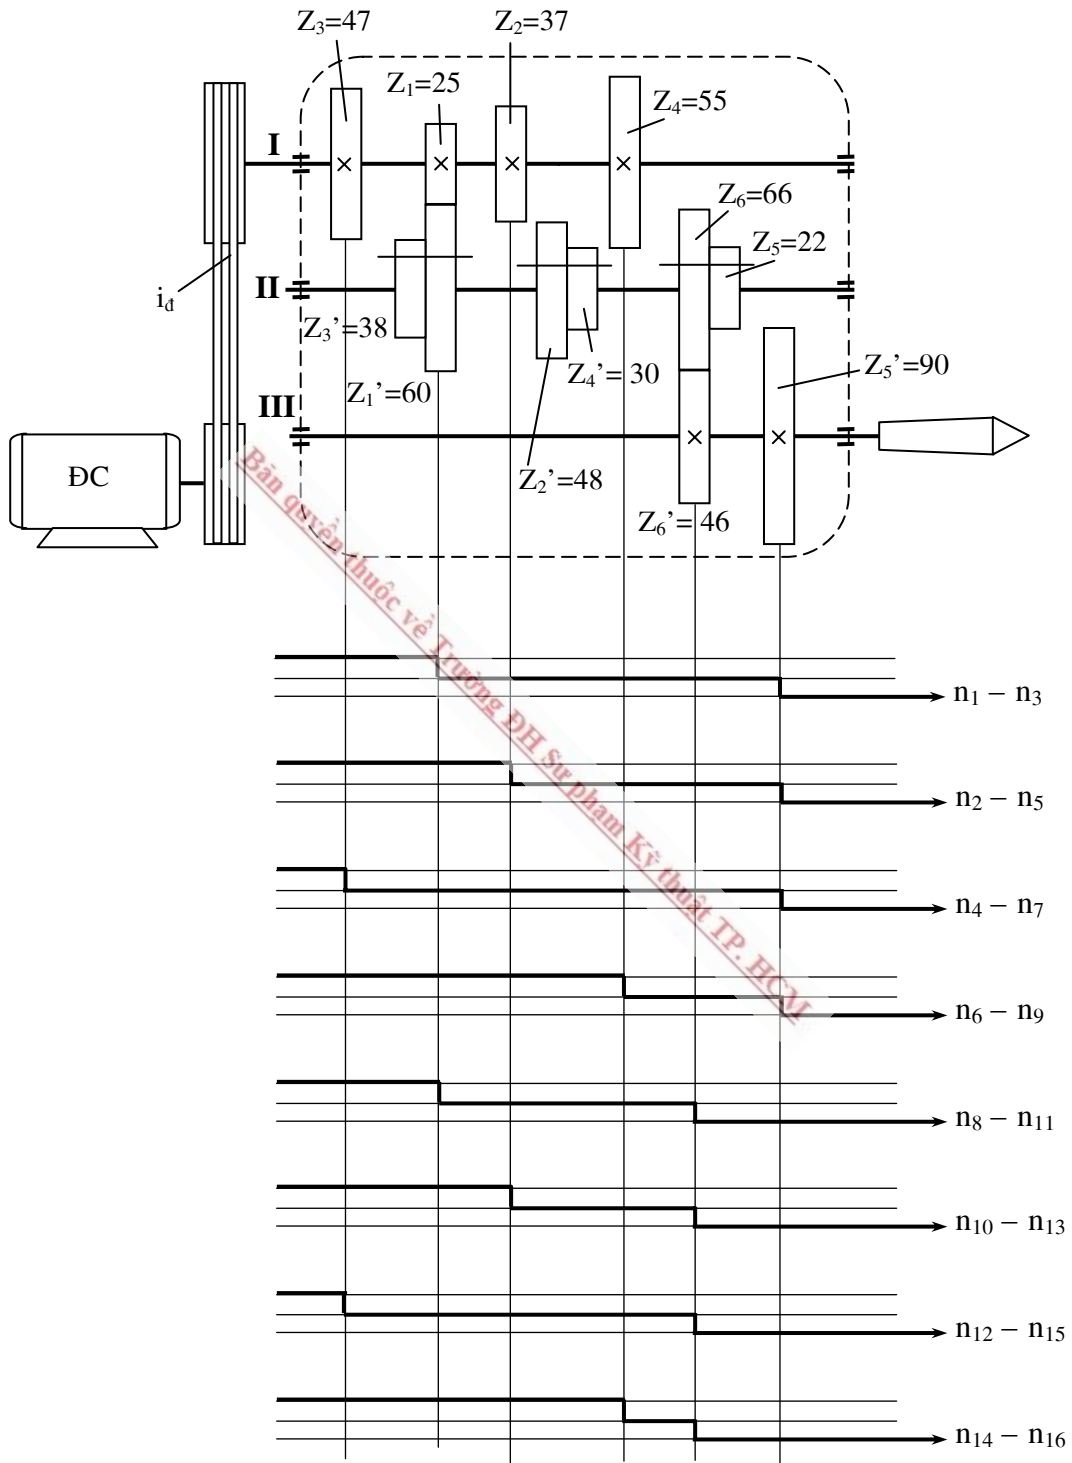 Z₃=47
Z₂=37
Z₁=25
Z₄=55
I
Z₆=66
Z₅=22
II
iđ
Z₃’=38
Z₄’= 30
Z₅’=90
Z₁’=60
III
ĐC
Z₂’=48
Z₆’= 46
Bản quyền thuộc về Trường ĐH Sư phạm Kỹ thuật TP. HCM
n₁ – n₃
n₂ – n₅
n₄ – n₇
n₆ – n₉
n₈ – n₁₁
n₁₀ – n₁₃
n₁₂ – n₁₅
n₁₄ – n₁₆